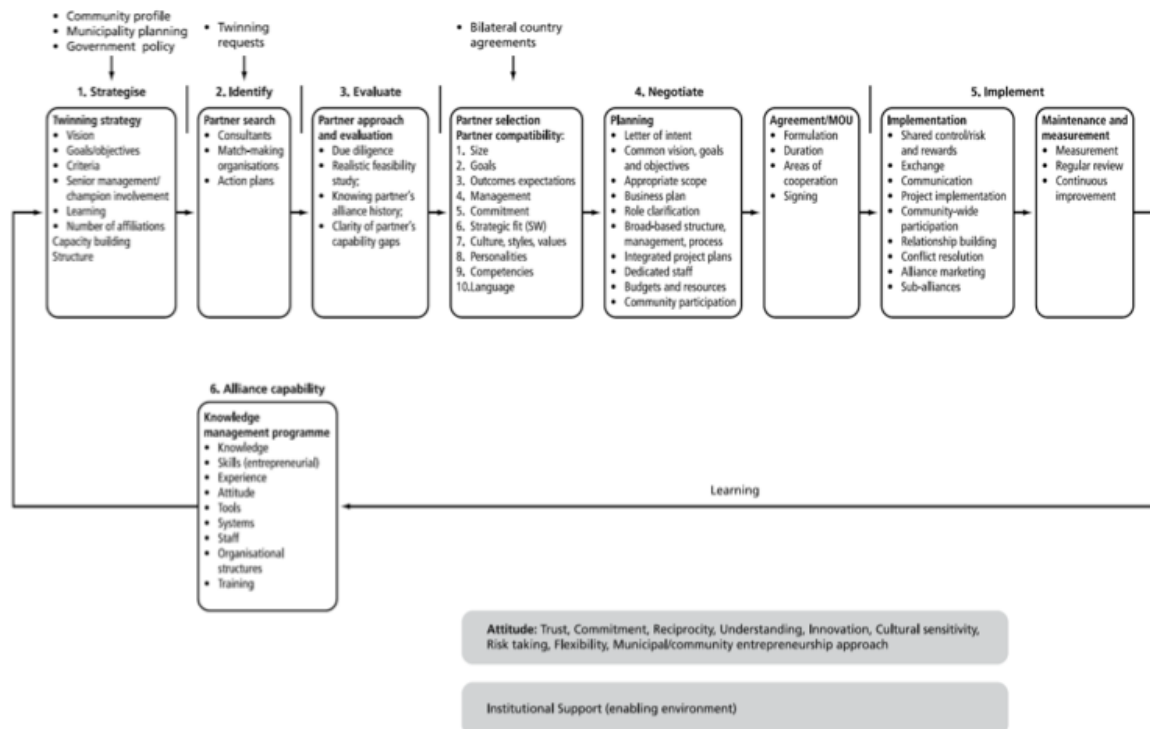 • Community profile
• Municipality planning
• Government policy
• Twinning
requests
• Bilateral country
agreements
1. Strategise
2. Identify
3. Evaluate
4. Negotiate
5. Implement
Twinning strategy
• Vision
• Goals/objectives
• Criteria
• Senior management/
champion involvement
• Learning
• Number of affiliations
Capacity building
Structure
Partner search
• Consultants
• Match-making
organisations
• Action plans
Partner approach
and evaluation
• Due diligence
• Realistic feasibility
study;
• Knowing partner's
alliance history;
• Clarity of partner's
capability gaps
Partner selection
Partner compatibility:
1. Size
2. Goals
3. Outcomes expectations
4. Management
5. Commitment
6. Strategic fit (SW)
7. Culture, styles, values
8. Personalities
9. Competencies
10.Language
Planning
• Letter of intent
• Common vision, goals
and objectives
• Appropriate scope
• Business plan
• Role clarification
• Broad-based structure,
management, process
• Integrated project plans
• Dedicated staff
• Budgets and resources
• Community participation
Agreement/MOU
• Formulation
• Duration
• Areas of
cooperation
• Signing
Implementation
• Shared control/risk
and rewards
• Exchange
• Communication
• Project implementation
• Community-wide
participation
• Relationship building
• Conflict resolution
• Alliance marketing
• Sub-alliances
Maintenance and
measurement
• Measurement
• Regular review
• Continuous
improvement
6. Alliance capability
Knowledge
management programme
• Knowledge
• Skills (entrepreneurial)
• Experience
• Attitude
• Tools
• Systems
• Staff
• Organisational
structures
• Training
Learning
Attitude: Trust, Commitment, Reciprocity, Understanding, Innovation, Cultural sensitivity,
Risk taking, Flexibility, Municipal/community entrepreneurship approach
Institutional Support (enabling environment)